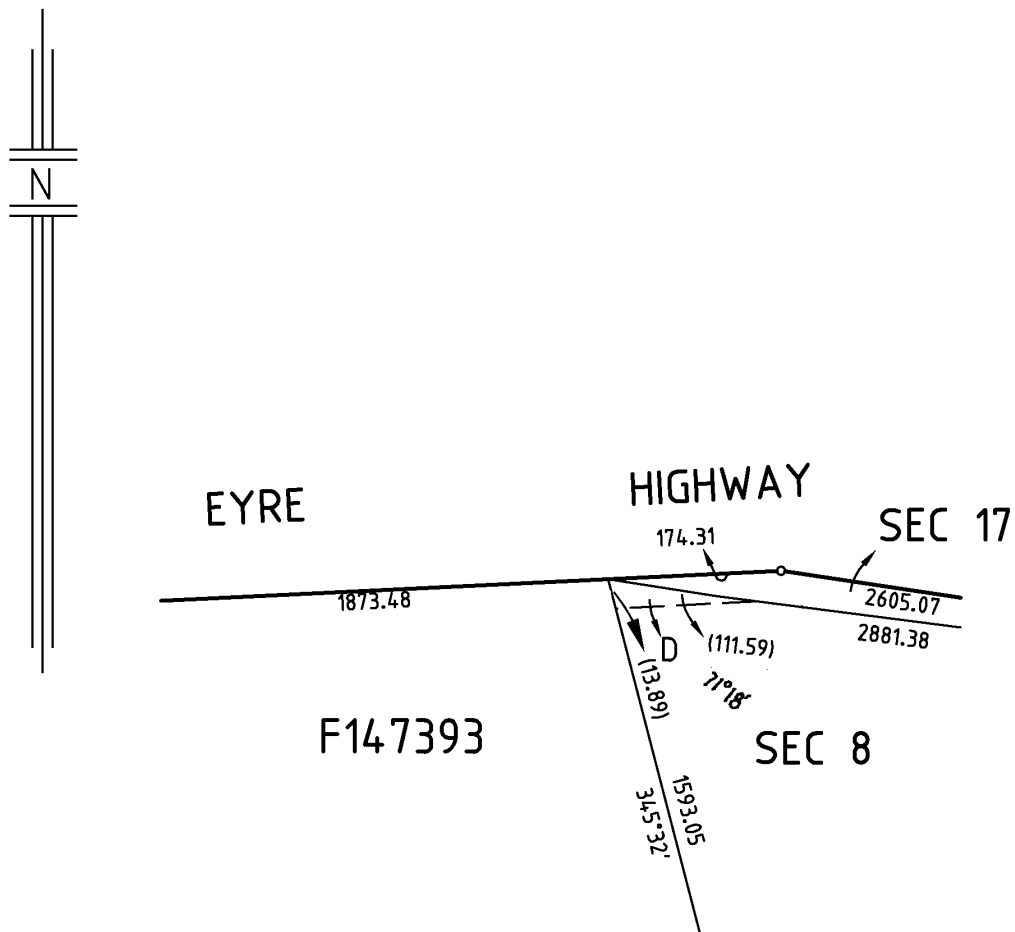 N
EYRE
HIGHWAY
SEC 17
174.31
1873.48
2605.07
2881.38
D
(111.59)
(13.89)
71°18'
F147393
SEC 8
1593.05
345°32'